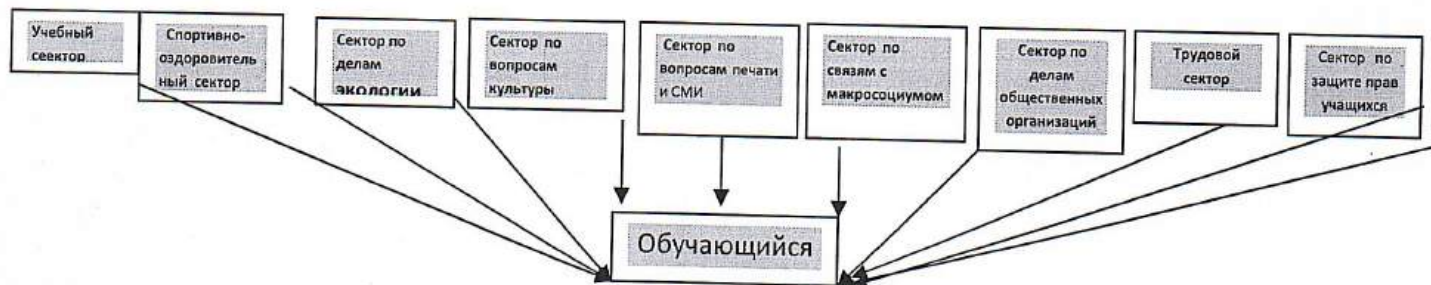 Учебный
сеектор
Спортивно-
оздоровитель
ный сектор
Сектор по
делам
экологии
Сектор по
вопросам
культуры
Сектор по
вопросам печати
и СМИ
Сектор по
связям с
макросоциумом
Сектор по
делам
общественных
организаций
Трудовой
сектор
Сектор по
защите прав
учащихся
Обучающийся